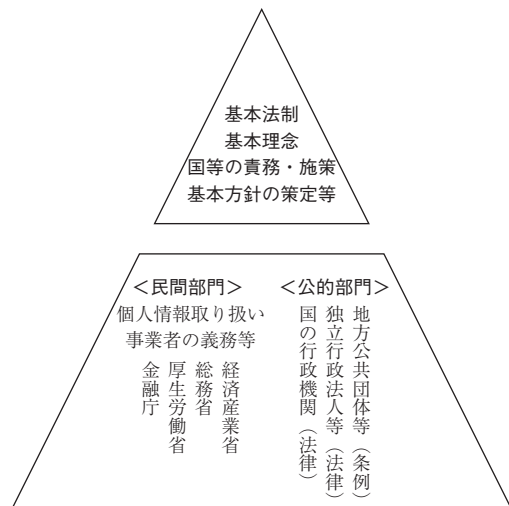 基本法制
基本理念
国等の責務・施策
基本方針の策定等
＜民間部門＞
個人情報取り扱い
事業者の義務等
経済産業省
総務省
厚生労働省
金融庁
＜公的部門＞
地方公共団体等（条例）
独立行政法人等（法律）
国の行政機関（法律）